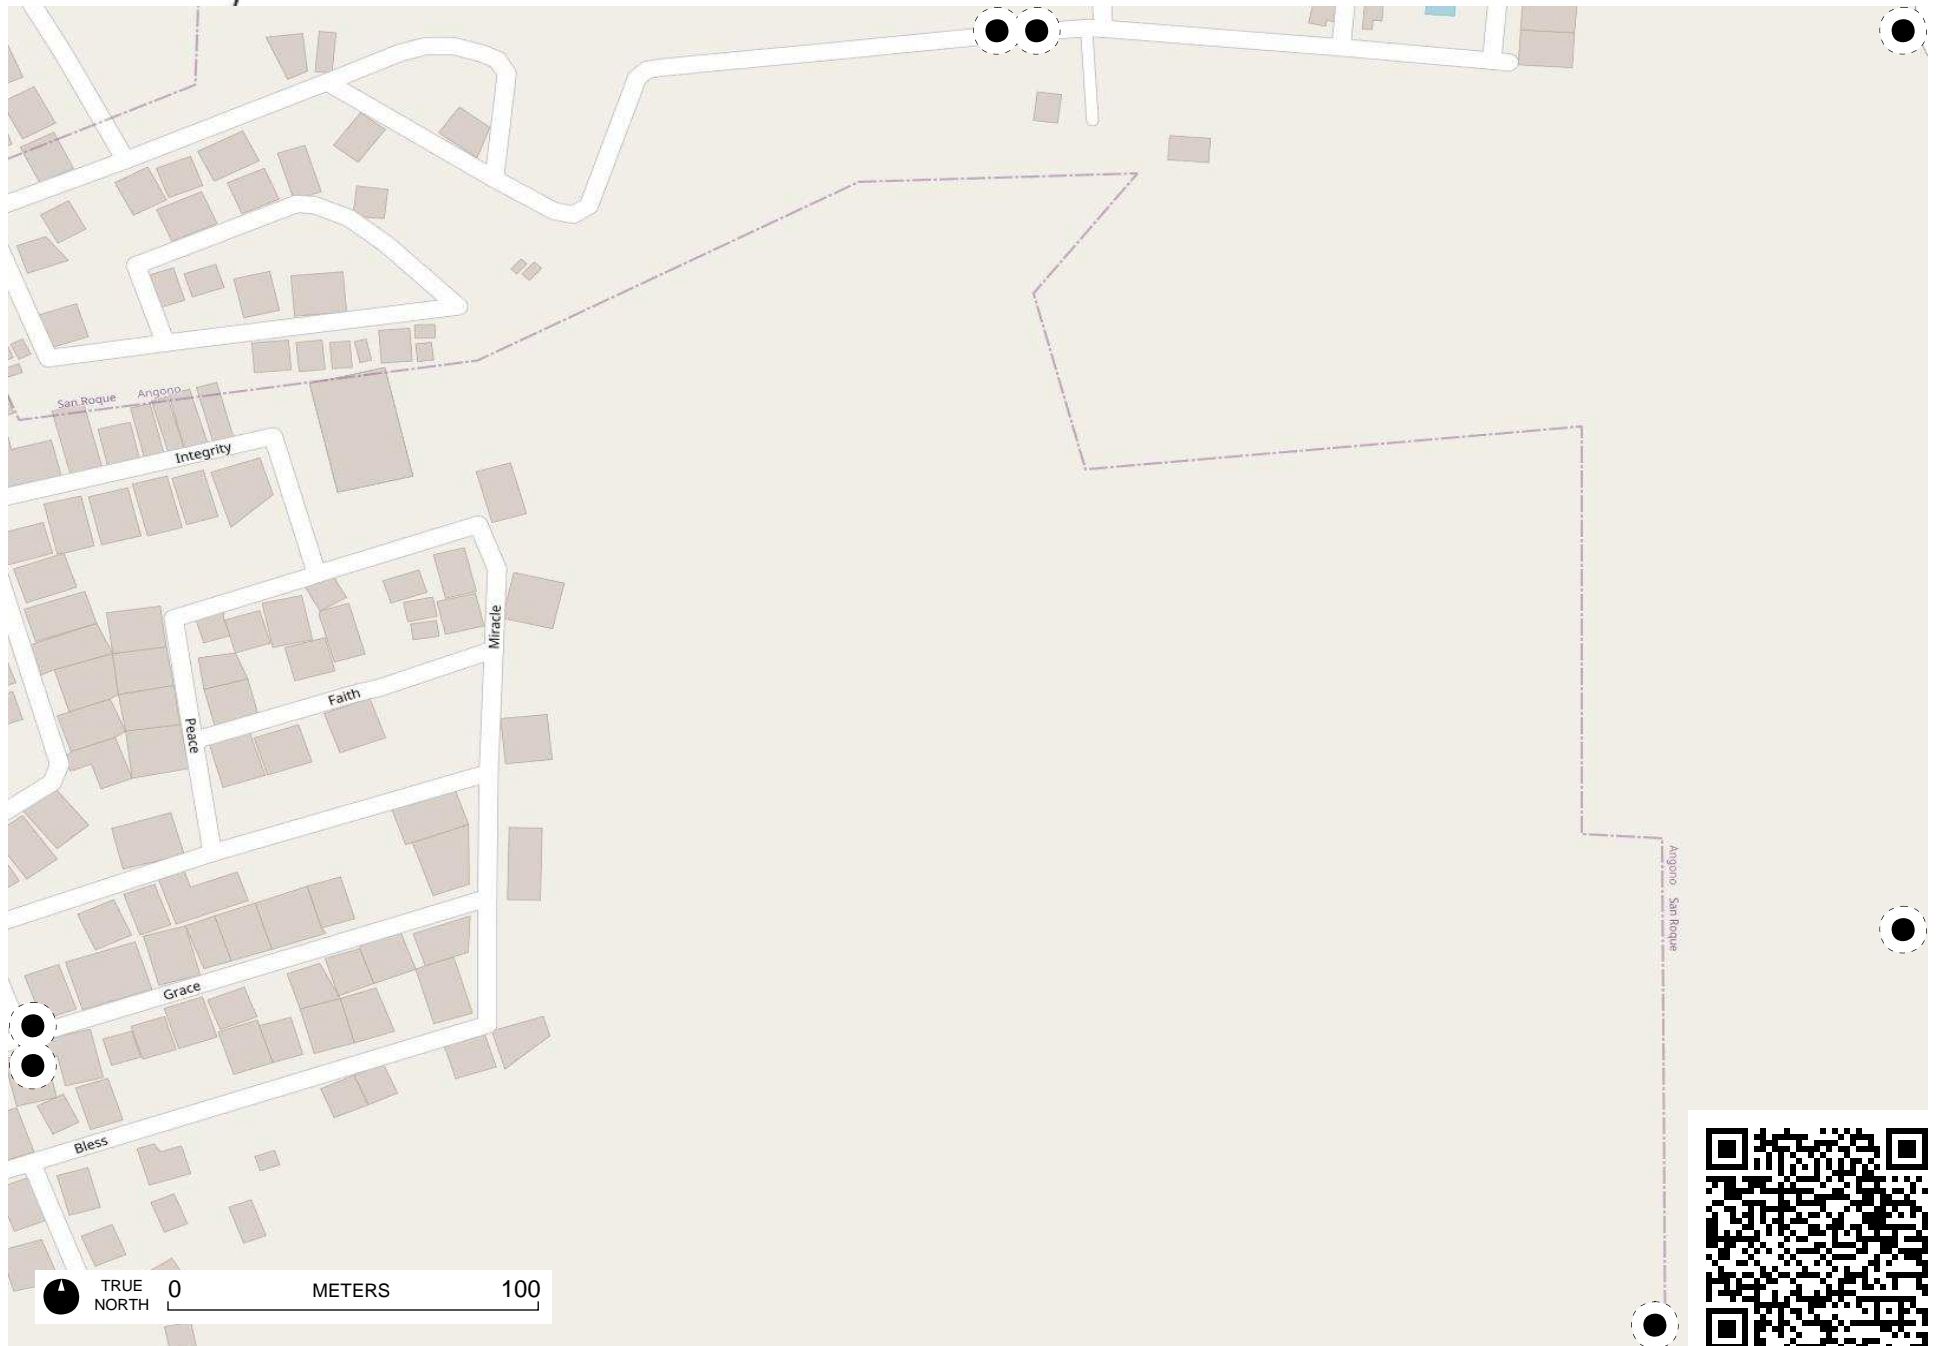 San Roque
Angono
Integrity
Miracle
Faith
Peace
Angono
San Roque
Grace
Bless
TRUE
NORTH
0
METERS
100